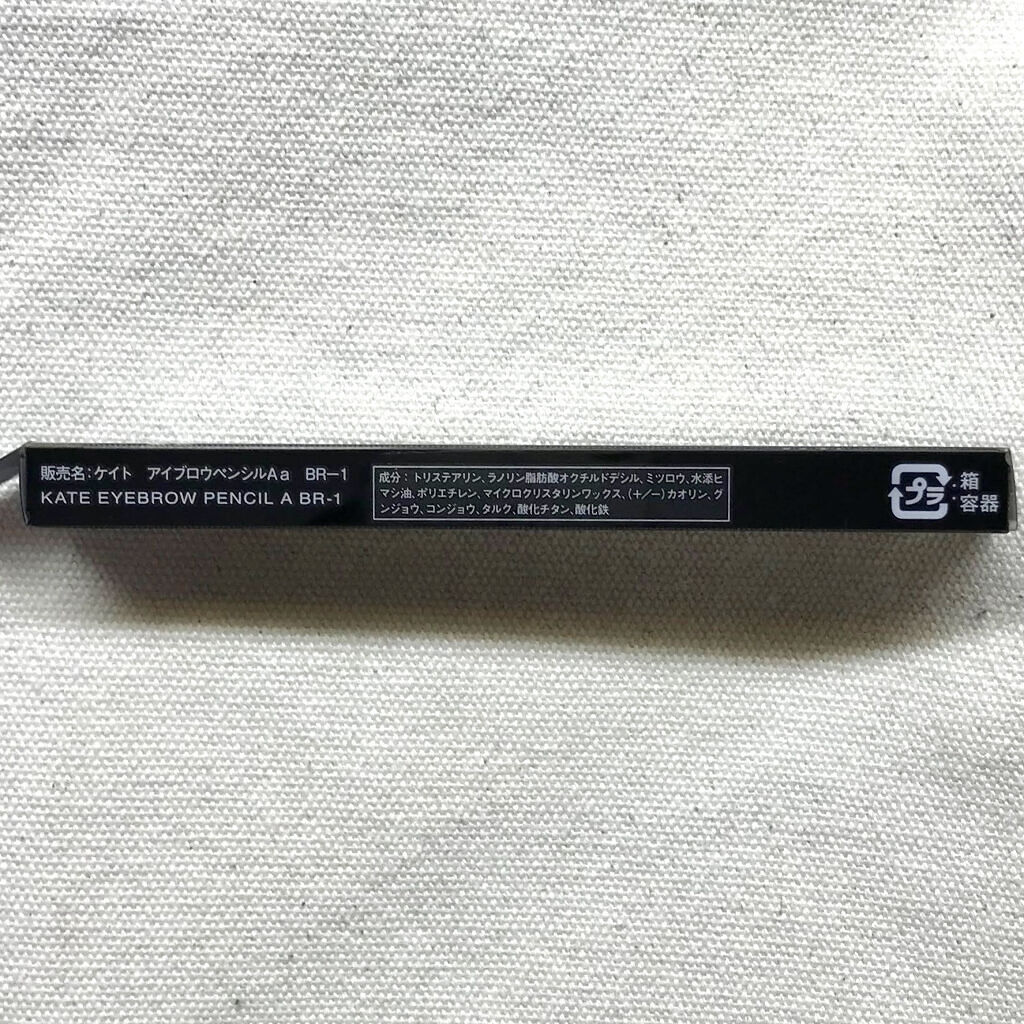 販売名：ケイト アイブロウペンシルAa BR－1
KATE EYEBROW PENCIL A BR-1
成分：トリステアリン、ラノリン脂肪酸オクチルドデシル、ミツロウ、水添ヒ
マシ油、ポリエチレン、マイクロクリスタリンワックス、（＋／－）カオリン、グ
ンジョウ、コンジョウ、タルク、酸化チタン、酸化鉄
プラ
：箱
：容器